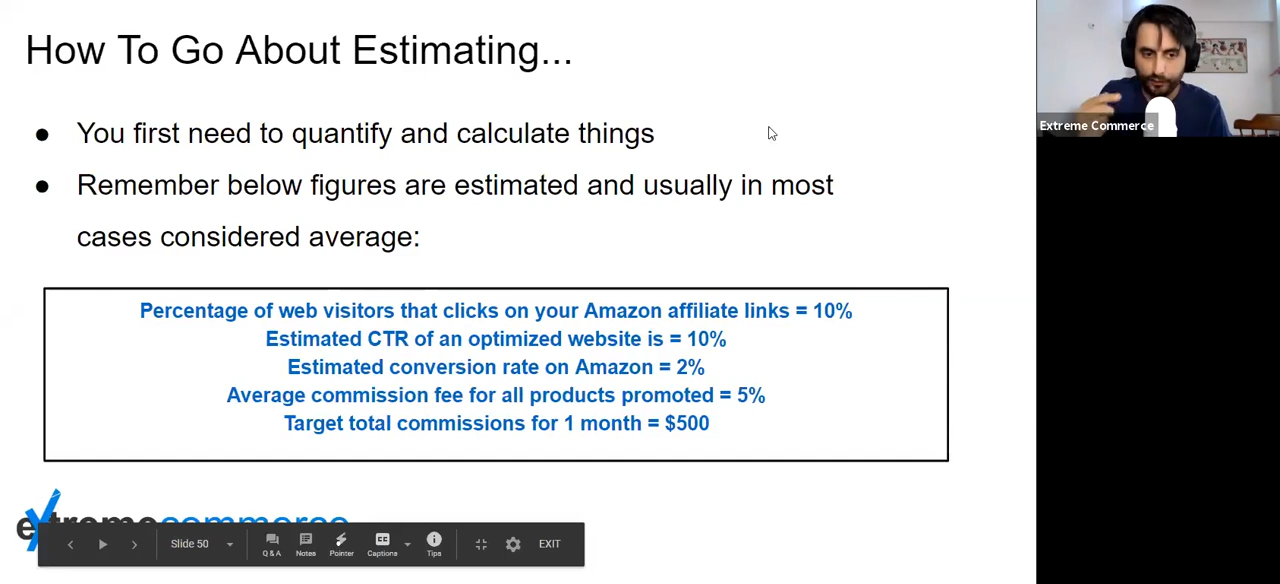 How To Go About Estimating...
● You first need to quantify and calculate things
● Remember below figures are estimated and usually in most
cases considered average:
Percentage of web visitors that clicks on your Amazon affiliate links = 10%
Estimated CTR of an optimized website is = 10%
Estimated conversion rate on Amazon = 2%
Average commission fee for all products promoted = 5%
Target total commissions for 1 month = $500
extremecommerce
Slide 50
Q & A
Notes
Pointer
Captions
Tips
EXIT
Extreme Commerce